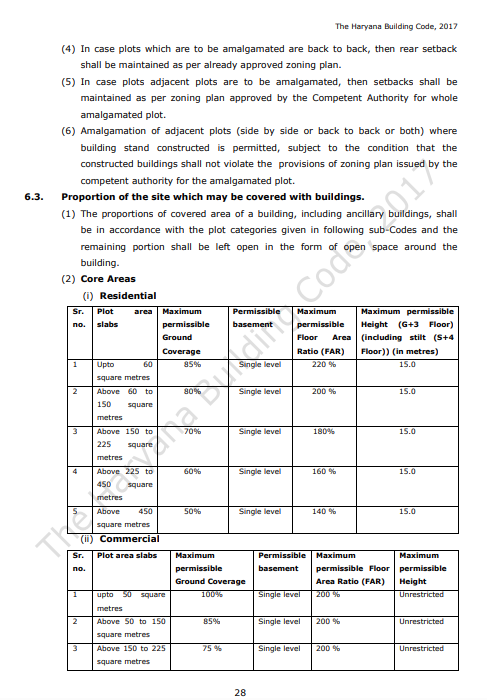 The Haryana Building Code, 2017
(4) In case plots which are to be amalgamated are back to back, then rear setback
shall be maintained as per already approved zoning plan.
(5) In case plots adjacent plots are to be amalgamated, then setbacks shall be
maintained as per zoning plan approved by the Competent Authority for whole
amalgamated plot.
(6) Amalgamation of adjacent plots (side by side or back to back or both) where
building stand constructed is permitted, subject to the condition that the
constructed buildings shall not violate the provisions of zoning plan issued by the
competent authority for the amalgamated plot.
6.3. Proportion of the site which may be covered with buildings.
(1) The proportions of covered area of a building, including ancillary buildings, shall
be in accordance with the plot categories given in following sub-Codes and the
remaining portion shall be left open in the form of open space around the
building.
(2) Core Areas
(i) Residential
Sr. Plot area Maximum Permissible Maximum Maximum permissible
no. slabs permissible basement permissible Height (G+3 Floor)
Ground Floor Area (including stilt (S+4
Coverage Ratio (FAR) Floor)) (in metres)
1 Upto 60 85% Single level 220 % 15.0
square metres
2 Above 60 to 80% Single level 200 % 15.0
150 square
metres
3 Above 150 to 70% Single level 180% 15.0
225 square
metres
4 Above 225 to 60% Single level 160 % 15.0
450 square
metres
5 Above 450 50% Single level 140 % 15.0
square metres
(ii) Commercial
Sr. Plot area slabs Maximum Permissible Maximum Maximum
no. permissible basement permissible Floor permissible
Ground Coverage Area Ratio (FAR) Height
1 upto 50 square 100% Single level 200 % Unrestricted
metres
2 Above 50 to 150 85% Single level 200 % Unrestricted
square metres
3 Above 150 to 225 75 % Single level 200 % Unrestricted
square metres
28
The Haryana Building Code, 2017